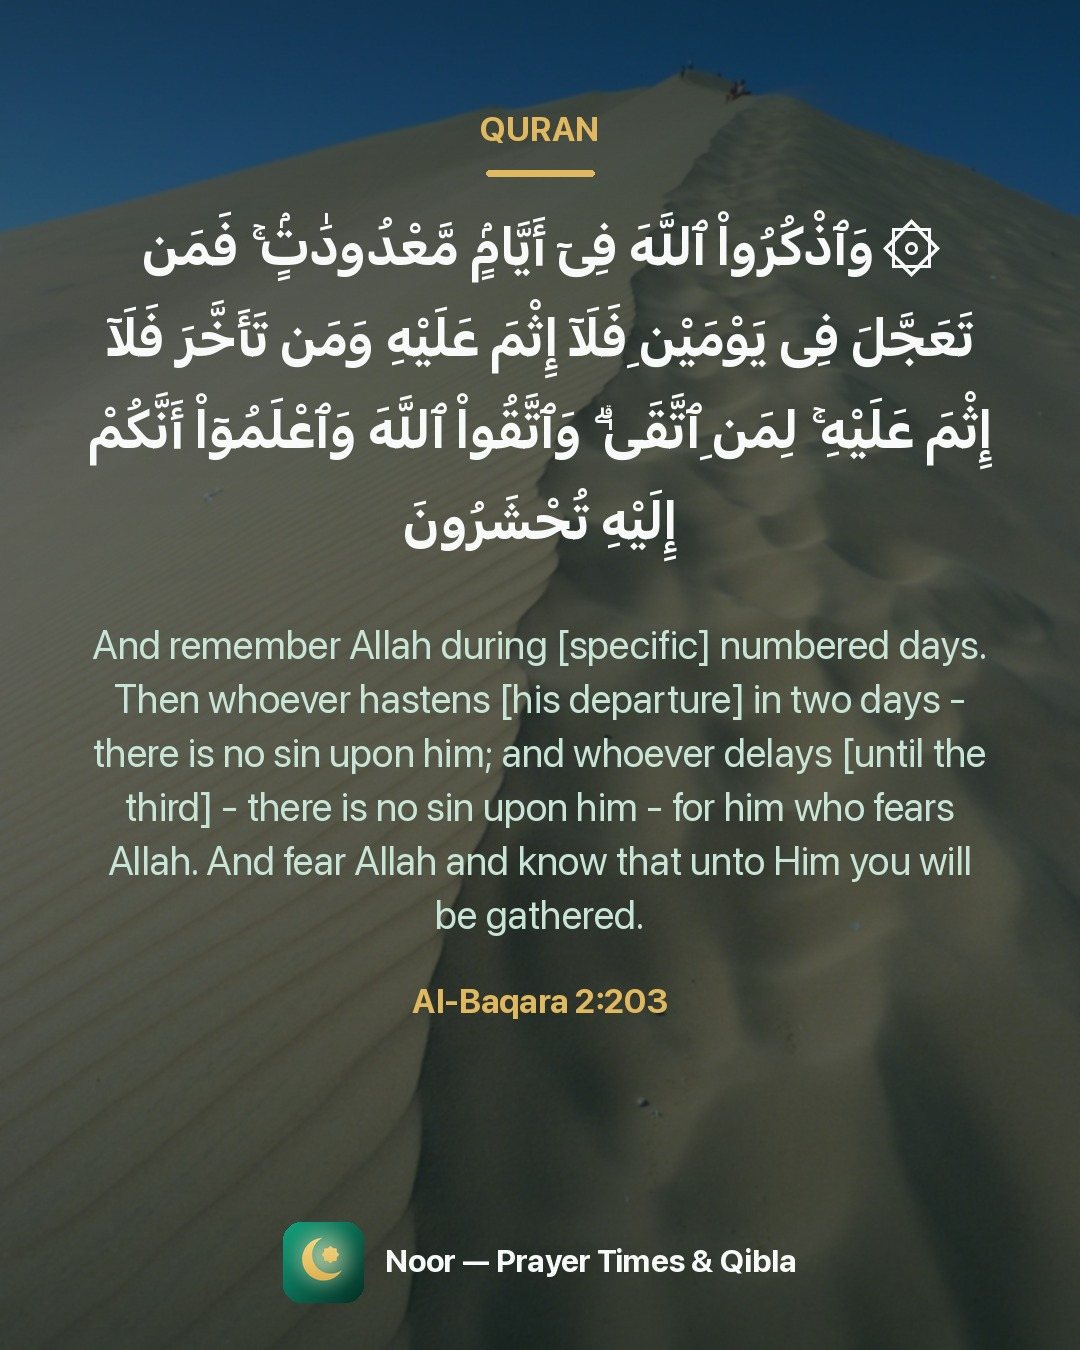 QURAN
۞ وَٱذْكُرُوا۟ ٱللَّهَ فِىٓ أَيَّامٍۢ مَّعْدُودَٰتٍۢ ۚ فَمَن
تَعَجَّلَ فِى يَوْمَيْنِ فَلَآ إِثْمَ عَلَيْهِ وَمَن تَأَخَّرَ فَلَآ
إِثْمَ عَلَيْهِ ۚ لِمَنِ ٱتَّقَىٰ ۗ وَٱتَّقُوا۟ ٱللَّهَ وَٱعْلَمُوٓا۟ أَنَّكُمْ
إِلَيْهِ تُحْشَرُونَ
And remember Allah during [specific] numbered days.
Then whoever hastens [his departure] in two days -
there is no sin upon him; and whoever delays [until the
third] - there is no sin upon him - for him who fears
Allah. And fear Allah and know that unto Him you will
be gathered.
Al-Baqara 2:203
Noor — Prayer Times & Qibla